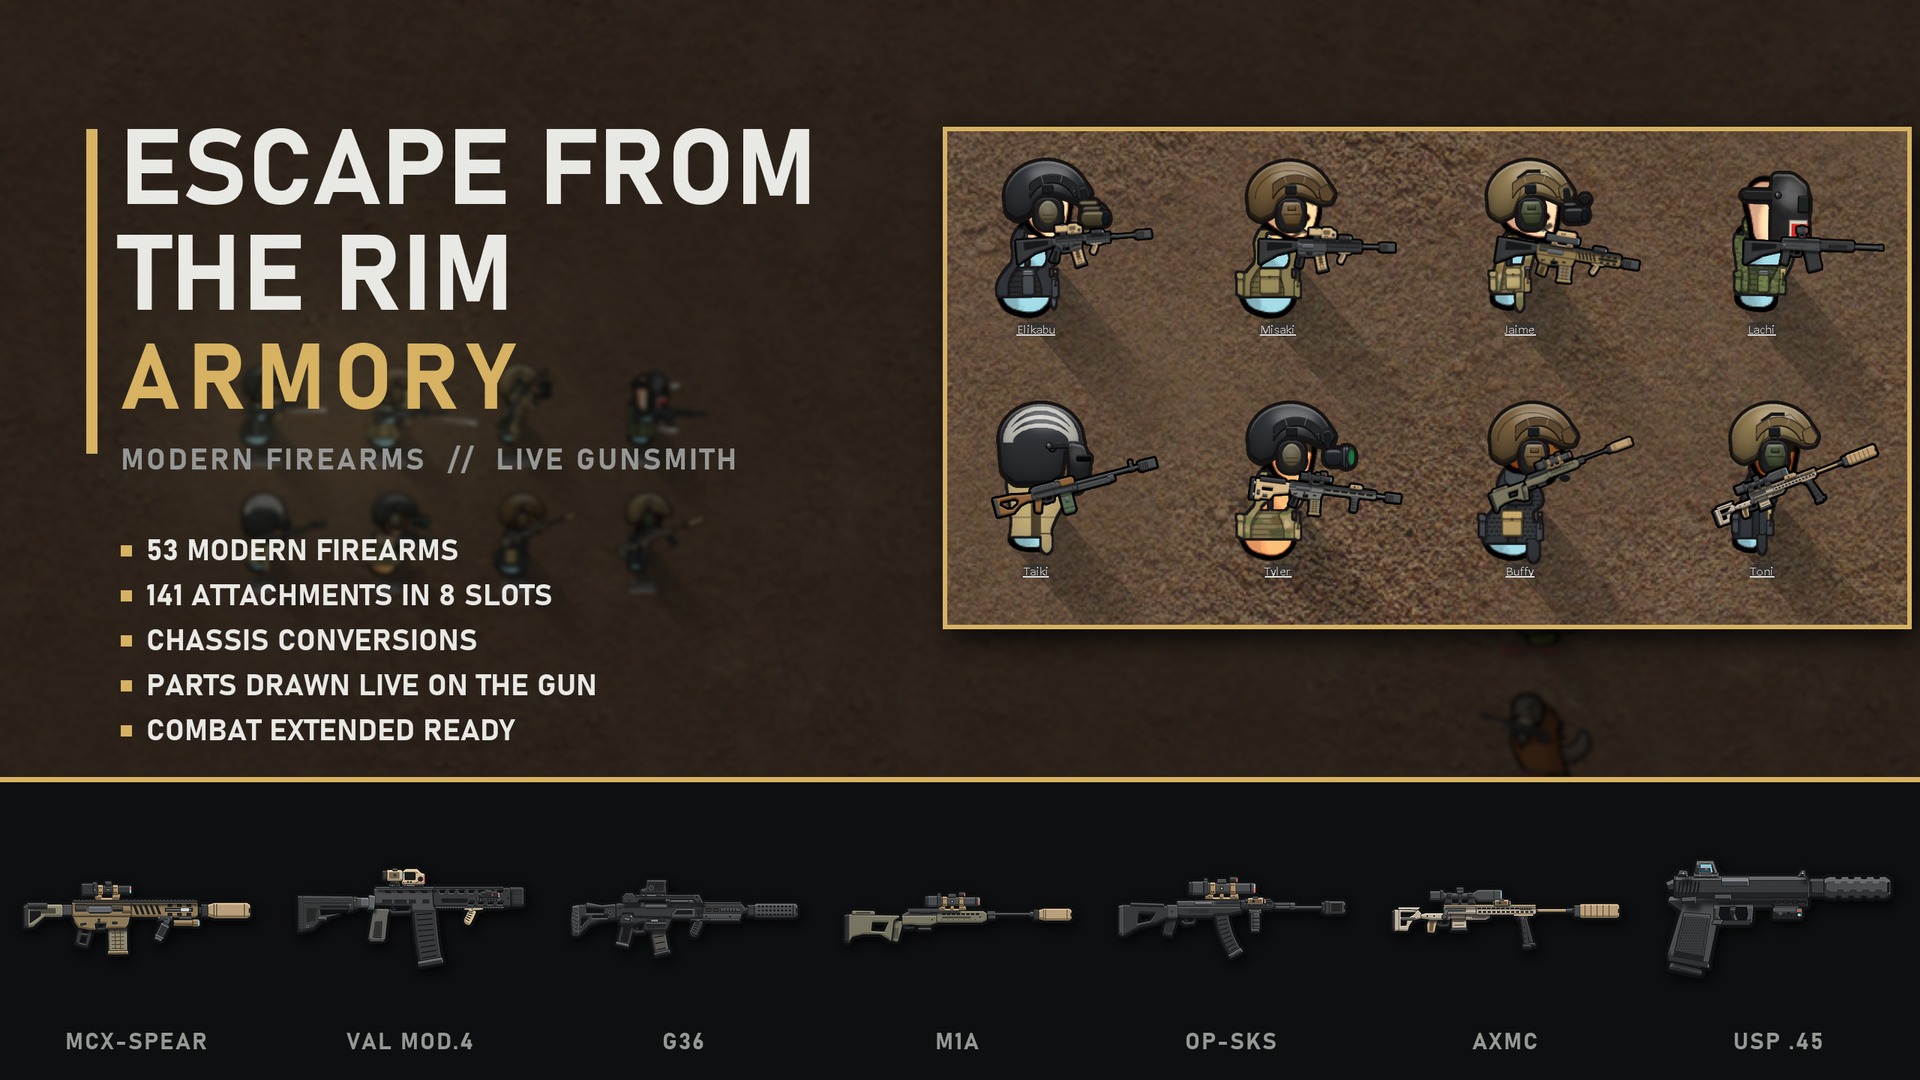 ESCAPE FROM
THE RIM
ARMORY
MODERN FIREARMS // LIVE GUNSMITH
53 MODERN FIREARMS
141 ATTACHMENTS IN 8 SLOTS
CHASSIS CONVERSIONS
PARTS DRAWN LIVE ON THE GUN
COMBAT EXTENDED READY
Elikabu
Misaki
Jaime
Lachi
Taiki
Tyler
Buffy
Toni
MCX-SPEAR
VAL MOD.4
G36
M1A
OP-SKS
AXMC
USP .45